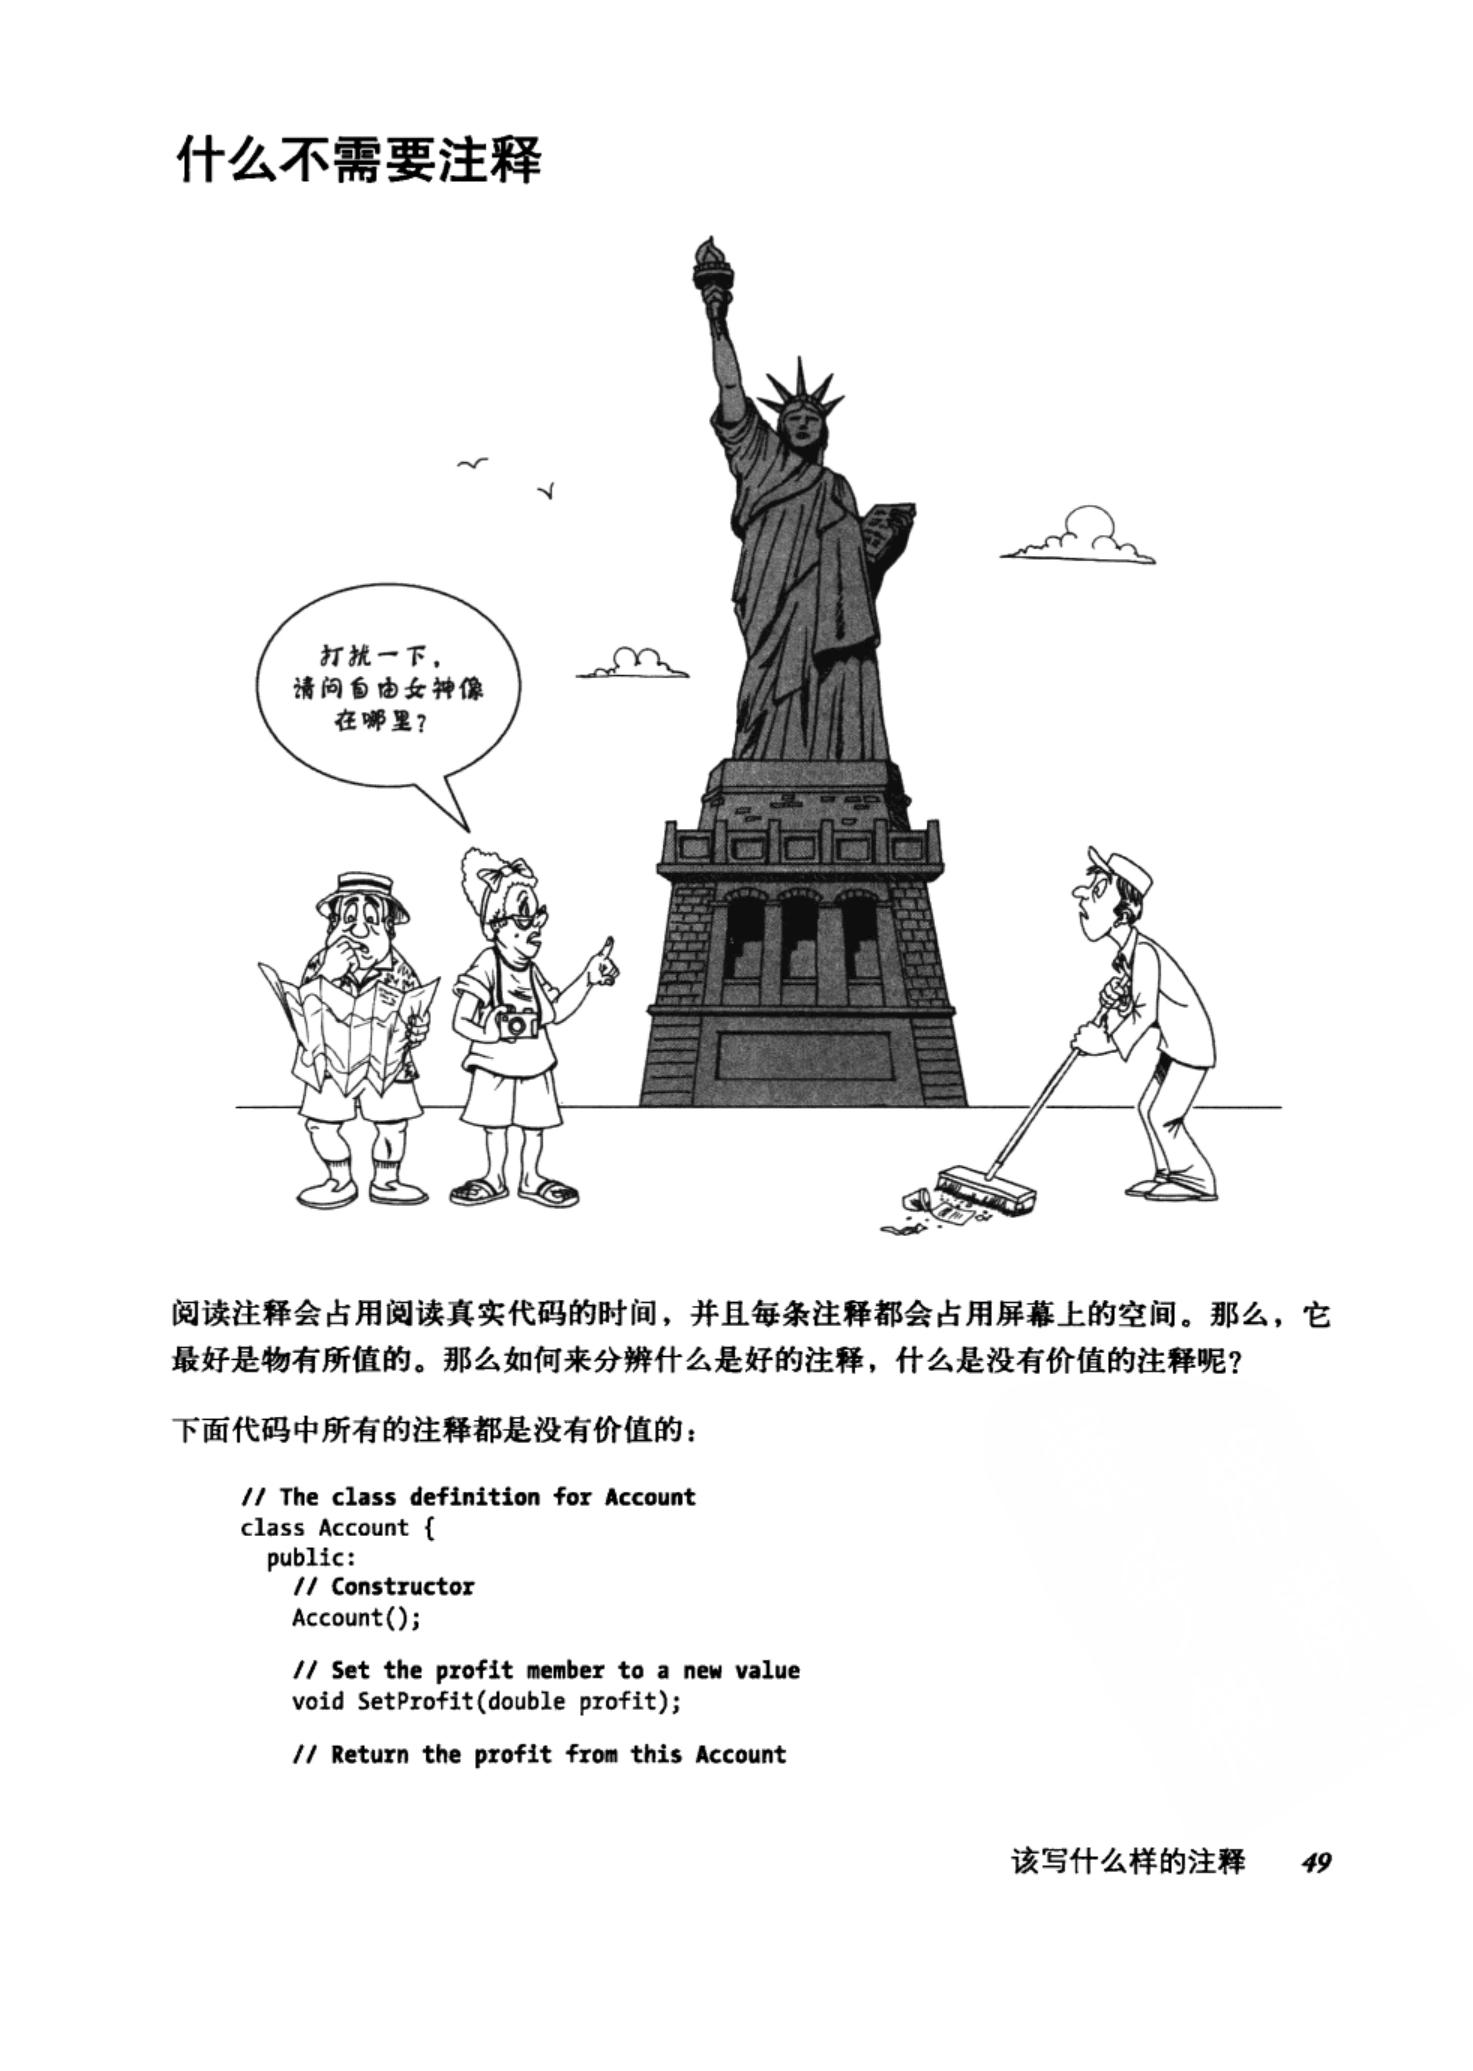 什么不需要注释
打扰一下，
请问自由女神像
在哪里？
阅读注释会占用阅读真实代码的时间，并且每条注释都会占用屏幕上的空间。那么，它
最好是物有所值的。那么如何来分辨什么是好的注释，什么是没有价值的注释呢？
下面代码中所有的注释都是没有价值的：
// The class definition for Account
class Account {
  public:
    // Constructor
    Account();
    // Set the profit member to a new value
    void SetProfit(double profit);
    // Return the profit from this Account
该写什么样的注释 49